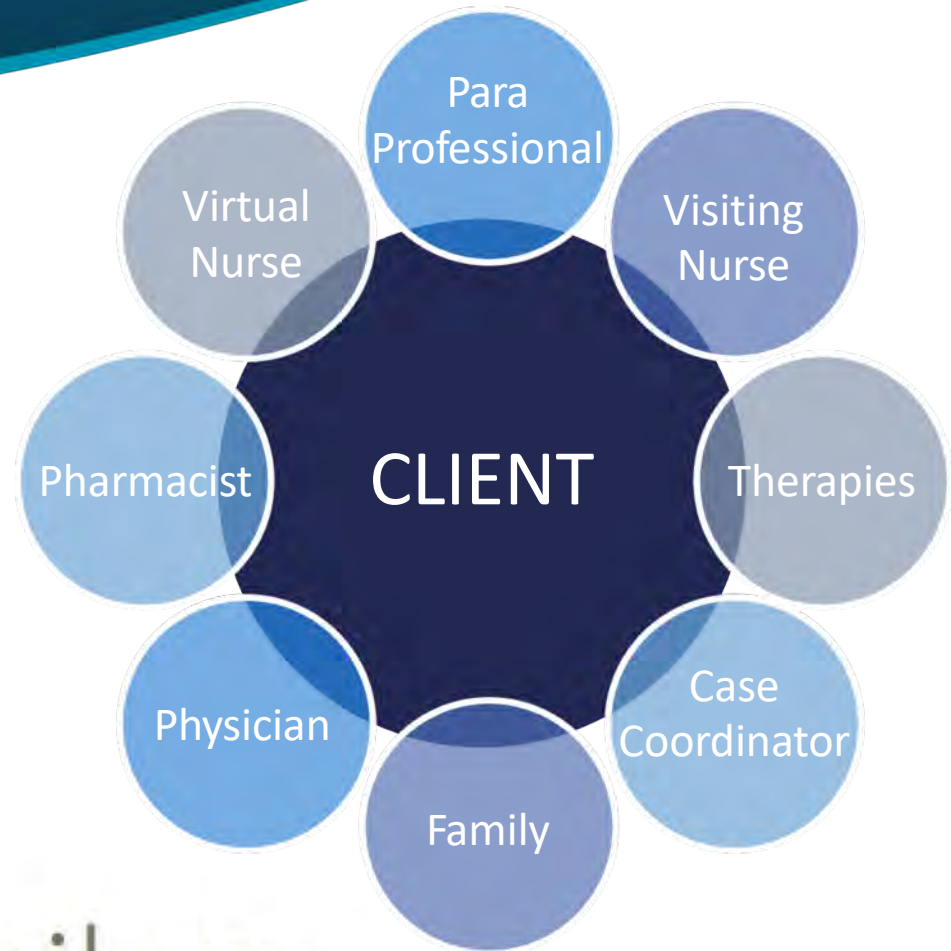 Para
Professional
Virtual
Nurse
Visiting
Nurse
Pharmacist
CLIENT
Therapies
Physician
Case
Coordinator
Family